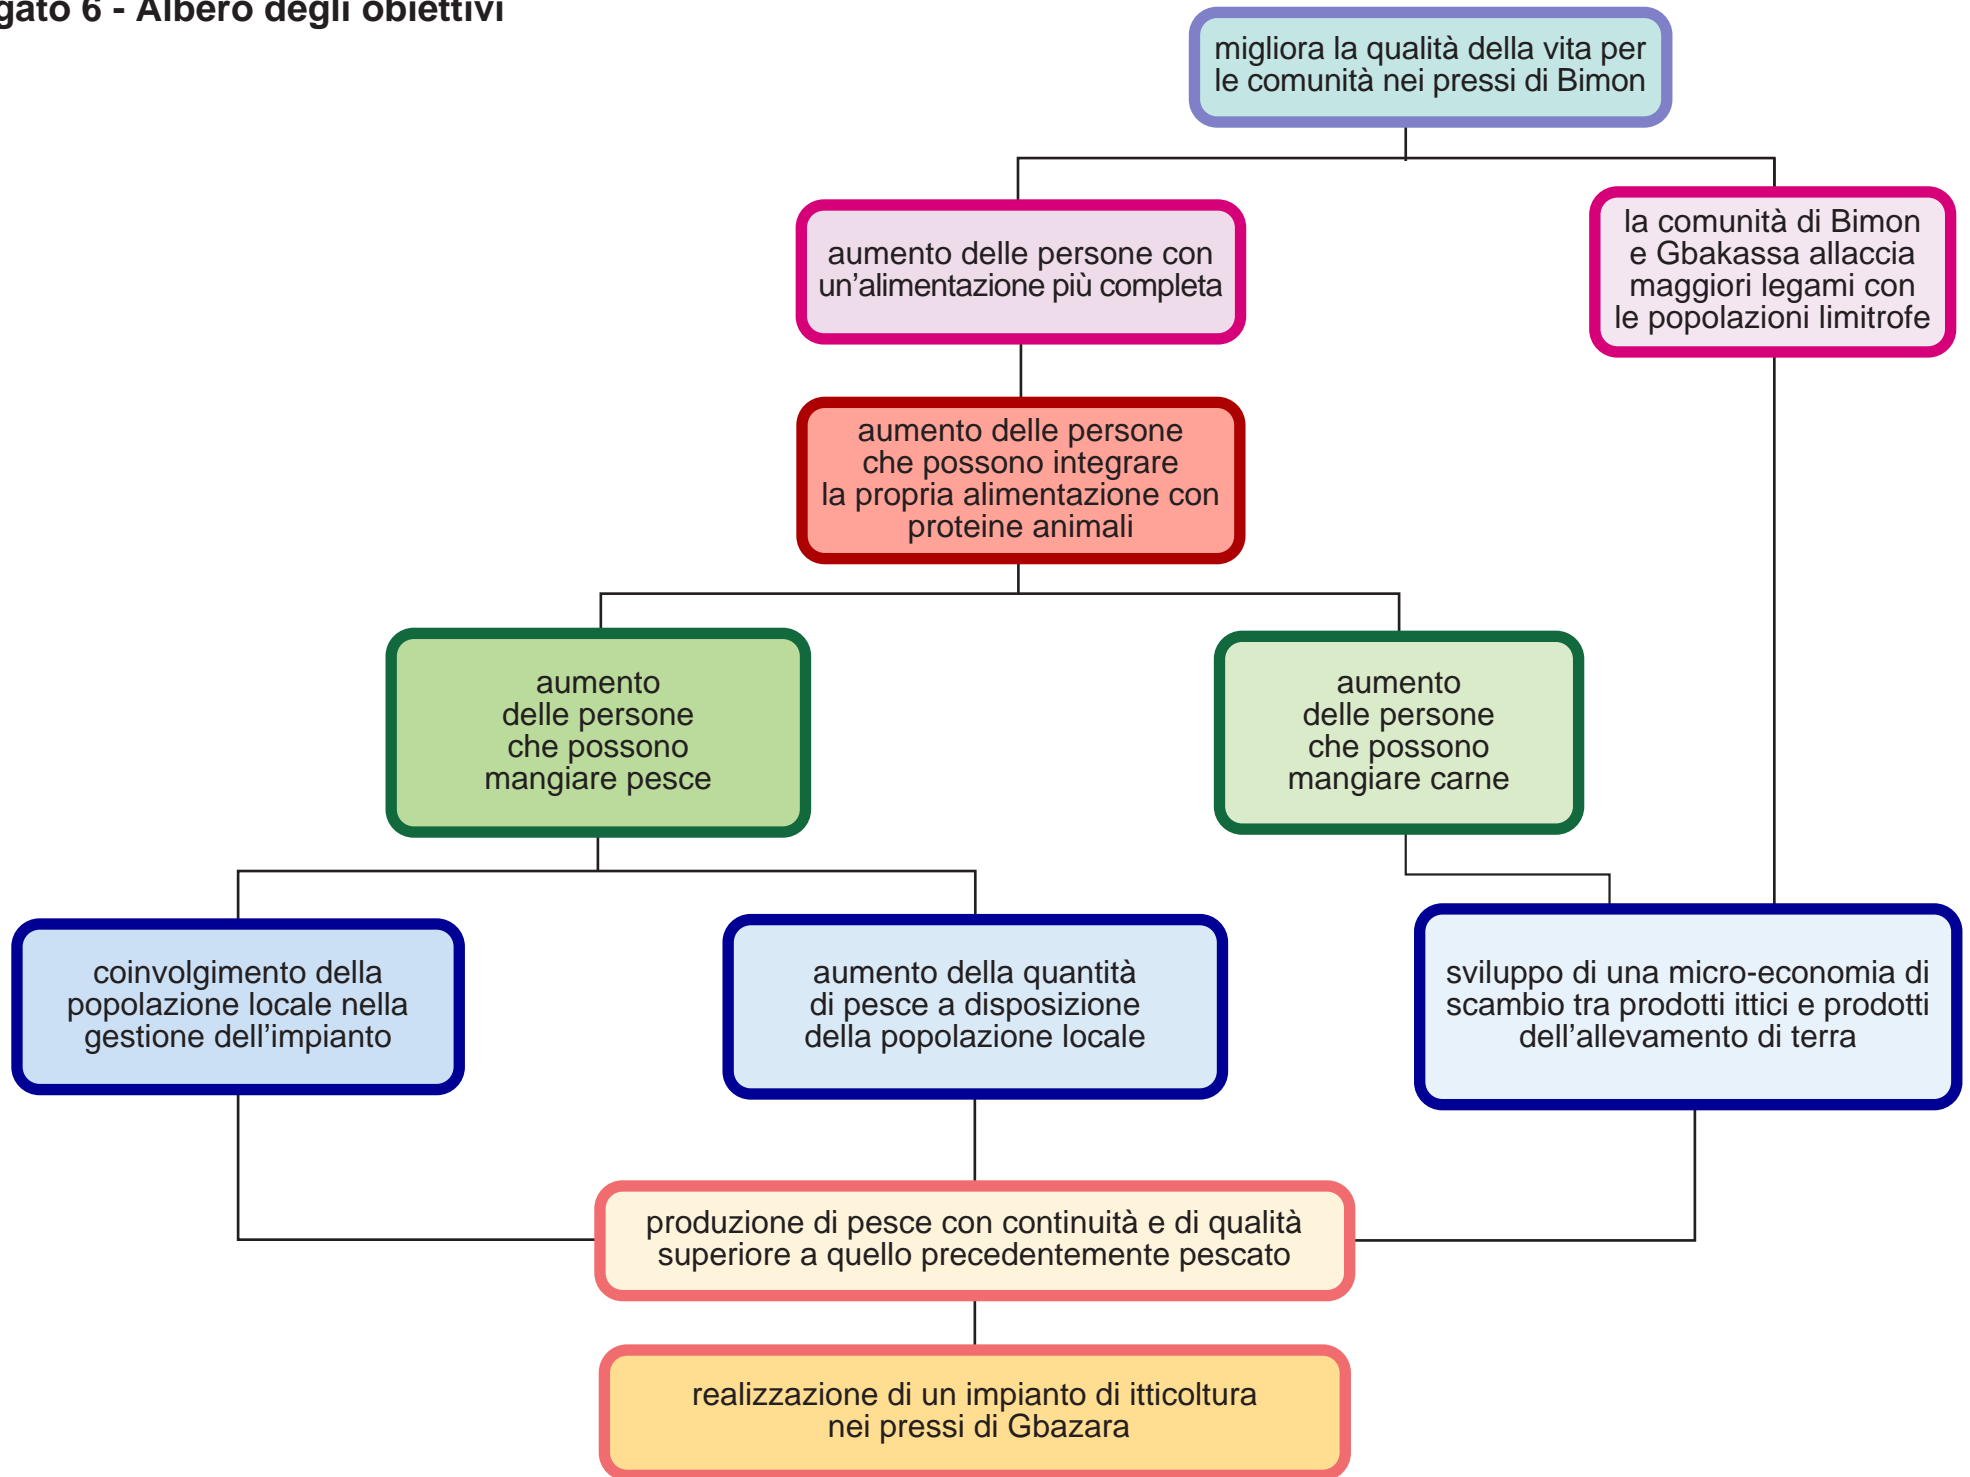 gato 6 - Albero degli obiettivi
migliora la qualità della vita per
le comunità nei pressi di Bimon
aumento delle persone con
un’alimentazione più completa
la comunità di Bimon
e Gbakassa allaccia
maggiori legami con
le popolazioni limitrofe
aumento delle persone
che possono integrare
la propria alimentazione con
proteine animali
aumento
delle persone
che possono
mangiare pesce
aumento
delle persone
che possono
mangiare carne
coinvolgimento della
popolazione locale nella
gestione dell’impianto
aumento della quantità
di pesce a disposizione
della popolazione locale
sviluppo di una micro-economia di
scambio tra prodotti ittici e prodotti
dell’allevamento di terra
produzione di pesce con continuità e di qualità
superiore a quello precedentemente pescato
realizzazione di un impianto di itticoltura
nei pressi di Gbazara